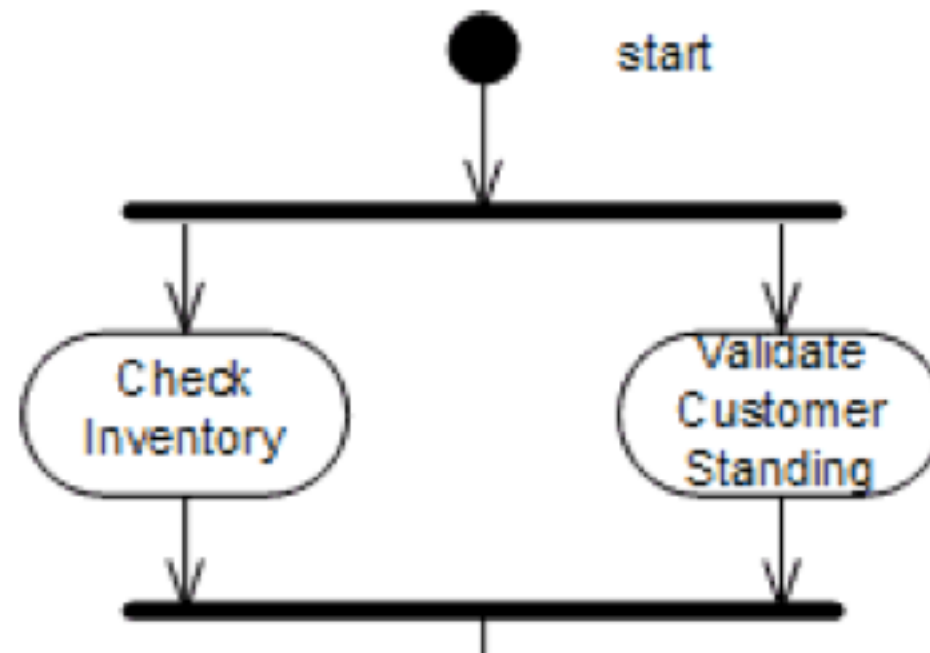 start
Check
Inventory
Validate
Customer
Standing